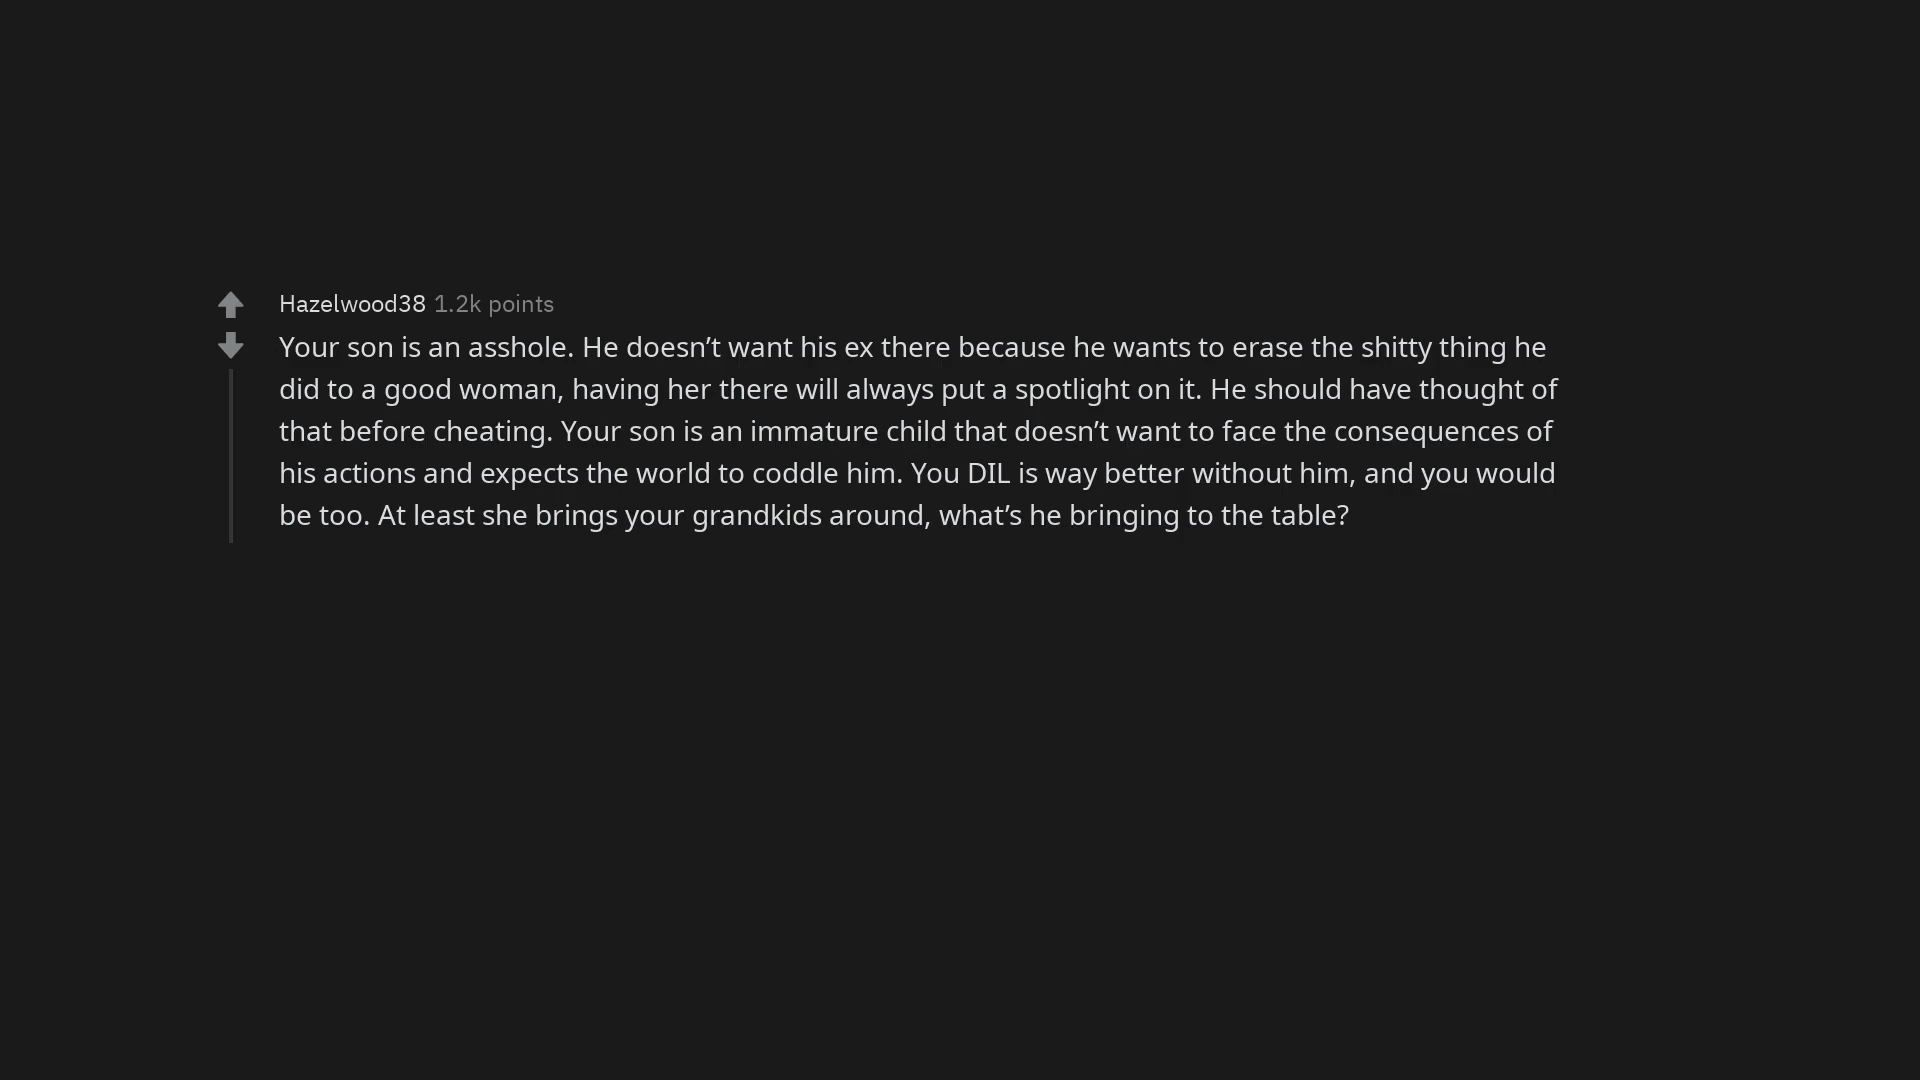 Hazelwood38 1.2k points
Your son is an asshole. He doesn’t want his ex there because he wants to erase the shitty thing he
did to a good woman, having her there will always put a spotlight on it. He should have thought of
that before cheating. Your son is an immature child that doesn’t want to face the consequences of
his actions and expects the world to coddle him. You DIL is way better without him, and you would
be too. At least she brings your grandkids around, what’s he bringing to the table?